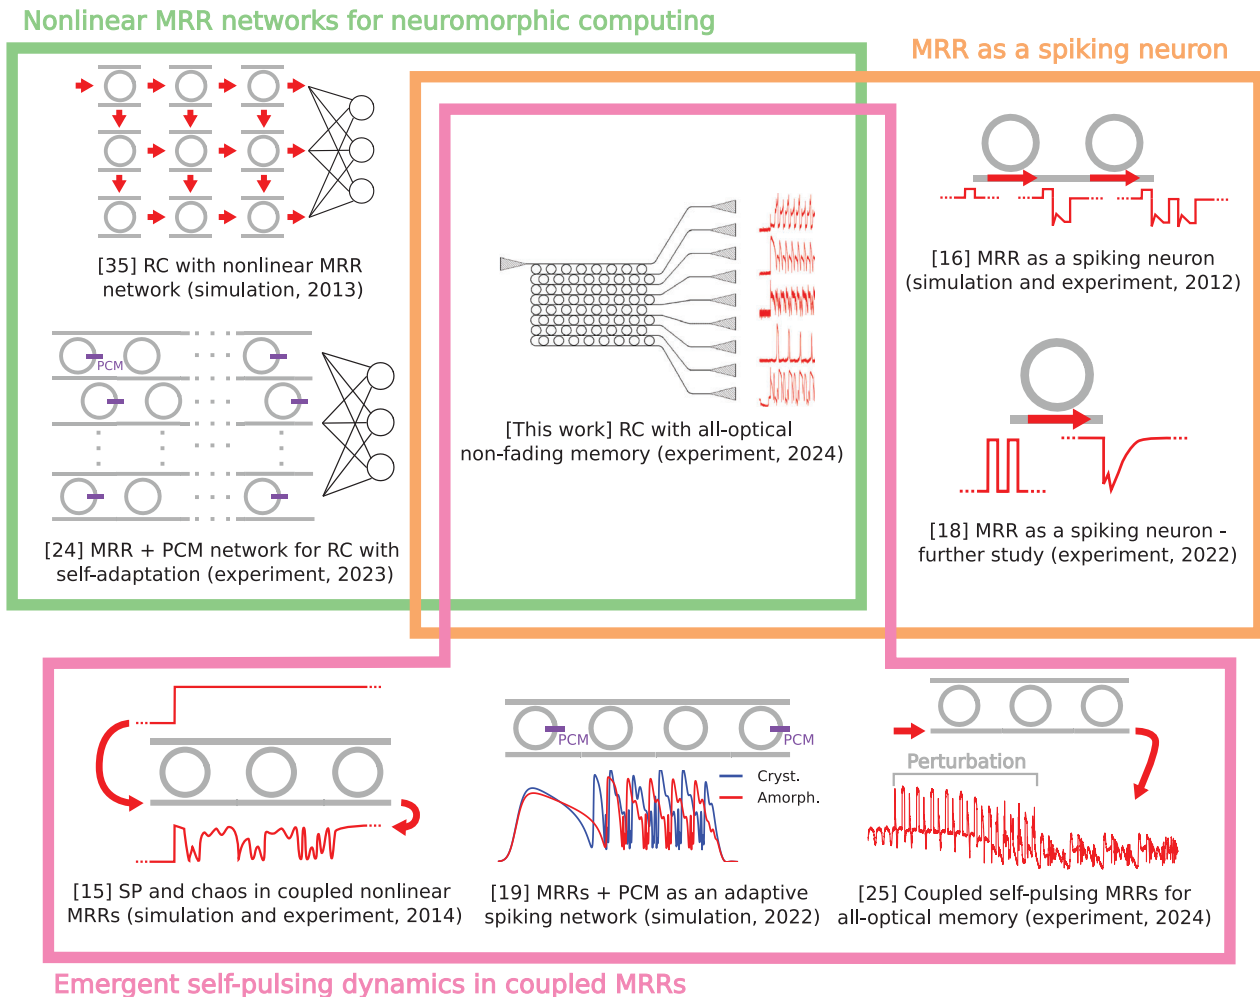 Nonlinear MRR networks for neuromorphic computing
MRR as a spiking neuron
[35] RC with nonlinear MRR
network (simulation, 2013)
PCM
[24] MRR + PCM network for RC with
self-adaptation (experiment, 2023)
[This work] RC with all-optical
non-fading memory (experiment, 2024)
[16] MRR as a spiking neuron
(simulation and experiment, 2012)
[18] MRR as a spiking neuron -
further study (experiment, 2022)
[15] SP and chaos in coupled nonlinear
MRRs (simulation and experiment, 2014)
PCM
PCM
Cryst.
Amorph.
[19] MRRs + PCM as an adaptive
spiking network (simulation, 2022)
Perturbation
[25] Coupled self-pulsing MRRs for
all-optical memory (experiment, 2024)
Emergent self-pulsing dynamics in coupled MRRs